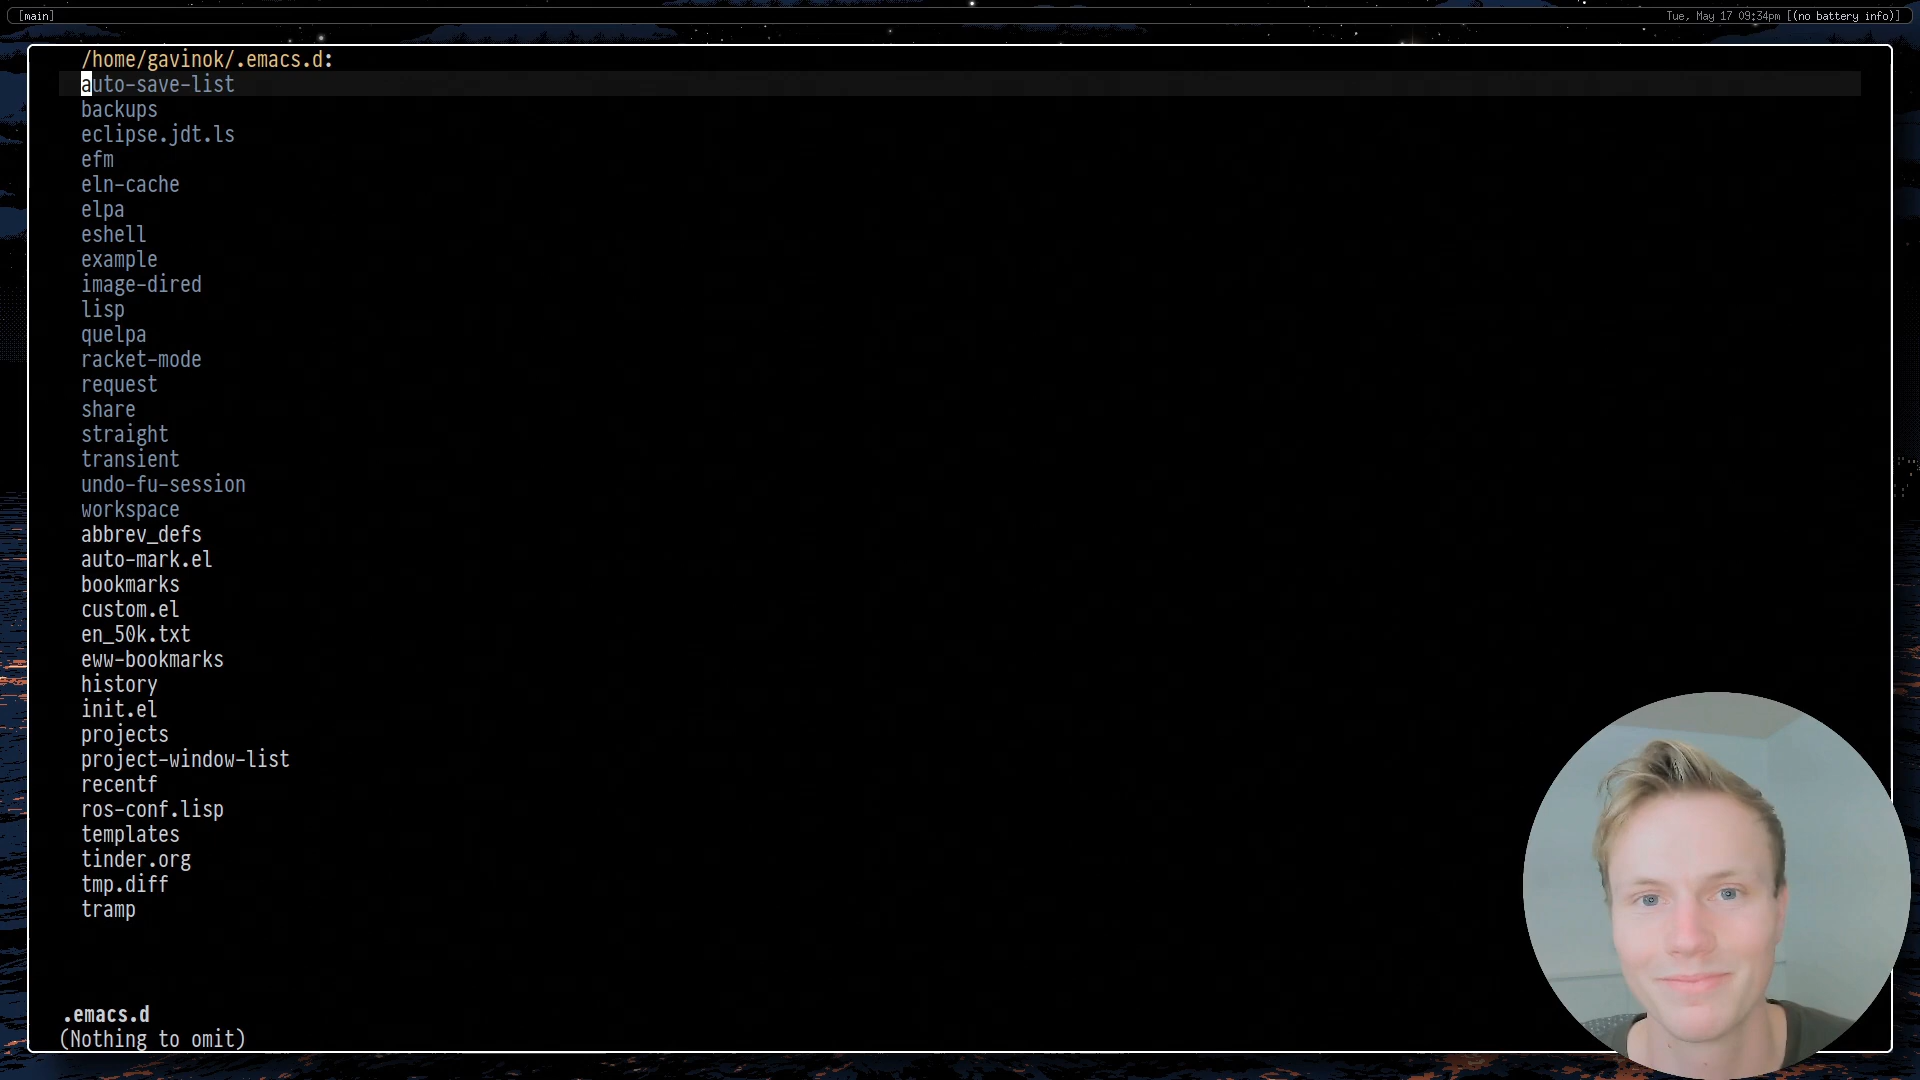 [main]
Tue, May 17 09:34pm [(no battery info)]
/home/gavinok/.emacs.d:
auto-save-list
backups
eclipse.jdt.ls
efm
eln-cache
elpa
eshell
example
image-dired
lisp
quelpa
racket-mode
request
share
straight
transient
undo-fu-session
workspace
abbrev_defs
auto-mark.el
bookmarks
custom.el
en_50k.txt
eww-bookmarks
history
init.el
projects
project-window-list
recentf
ros-conf.lisp
templates
tinder.org
tmp.diff
tramp
.emacs.d
(Nothing to omit)